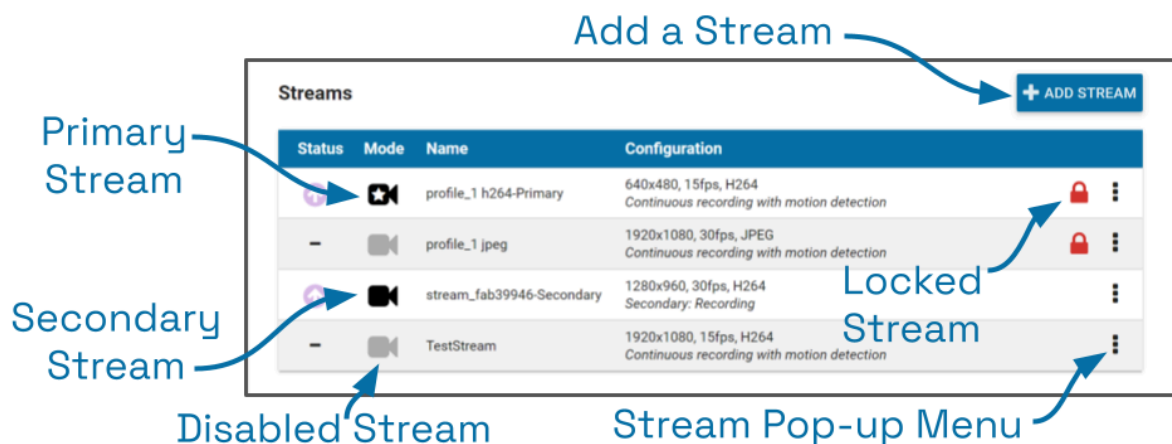 Add a Stream
Streams
+ ADD STREAM
Primary
Stream
Status Mode Name Configuration
profile_1 h264-Primary
640x480, 15fps, H264
Continuous recording with motion detection
profile_1 jpeg
1920x1080, 30fps, JPEG
Continuous recording with motion detection
Locked
Stream
Secondary
Stream
stream_fab39946-Secondary
1280x960, 30fps, H264
Secondary: Recording
TestStream
1920x1080, 15fps, H264
Continuous recording with motion detection
Disabled Stream
Stream Pop-up Menu